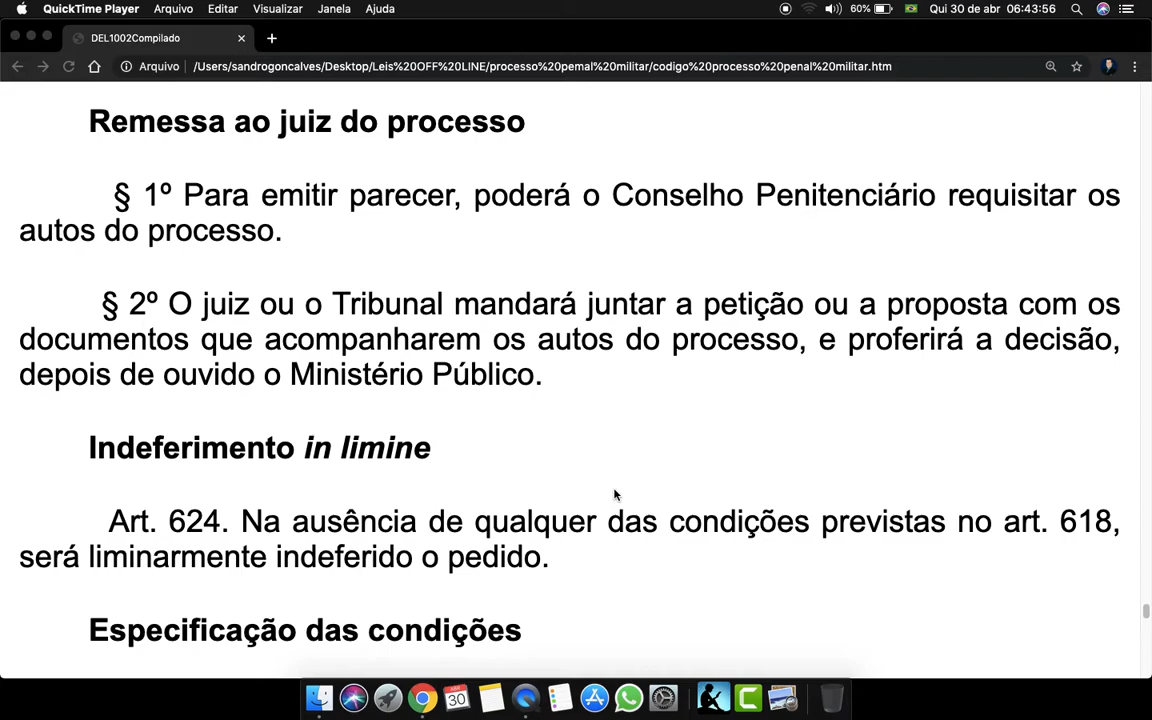 QuickTime Player Arquivo Editar Visualizar Janela Ajuda 60% Qui 30 de abr 06:43:56
DEL1002Compilado
Arquivo /Users/sandrogoncalves/Desktop/Leis%20OFF%20LINE/processo%20pemal%20militar/codigo%20processo%20penal%20militar.htm
Remessa ao juiz do processo
§ 1º Para emitir parecer, poderá o Conselho Penitenciário requisitar os
autos do processo.
§ 2º O juiz ou o Tribunal mandará juntar a petição ou a proposta com os
documentos que acompanharem os autos do processo, e proferirá a decisão,
depois de ouvido o Ministério Público.
Indeferimento in limine
Art. 624. Na ausência de qualquer das condições previstas no art. 618,
será liminarmente indeferido o pedido.
Especificação das condições
30